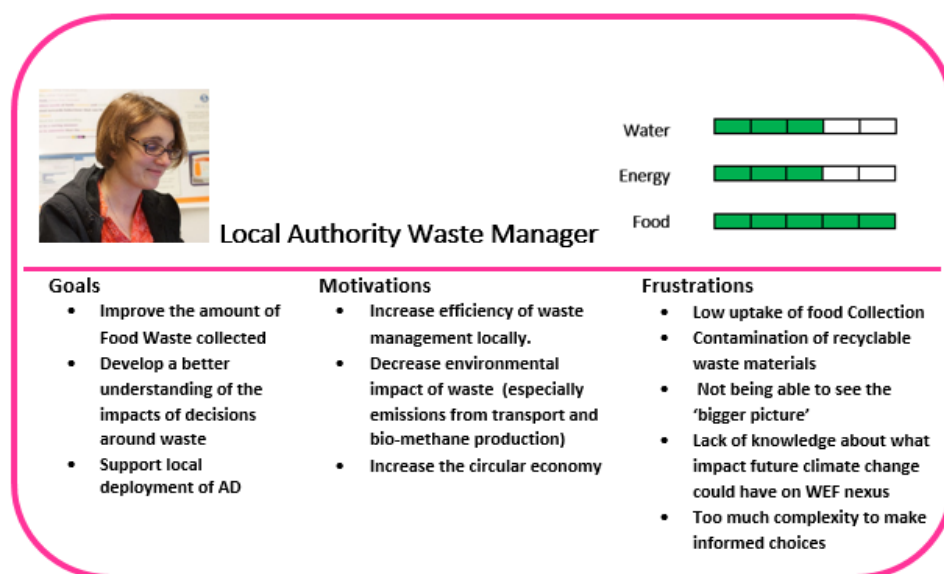 Water
Energy
Food
Local Authority Waste Manager
Goals
• Improve the amount of
Food Waste collected
• Develop a better
understanding of the
impacts of decisions
around waste
• Support local
deployment of AD
Motivations
• Increase efficiency of waste
management locally.
• Decrease environmental
impact of waste (especially
emissions from transport and
bio-methane production)
• Increase the circular economy
Frustrations
• Low uptake of food Collection
• Contamination of recyclable
waste materials
• Not being able to see the
‘bigger picture’
• Lack of knowledge about what
impact future climate change
could have on WEF nexus
• Too much complexity to make
informed choices